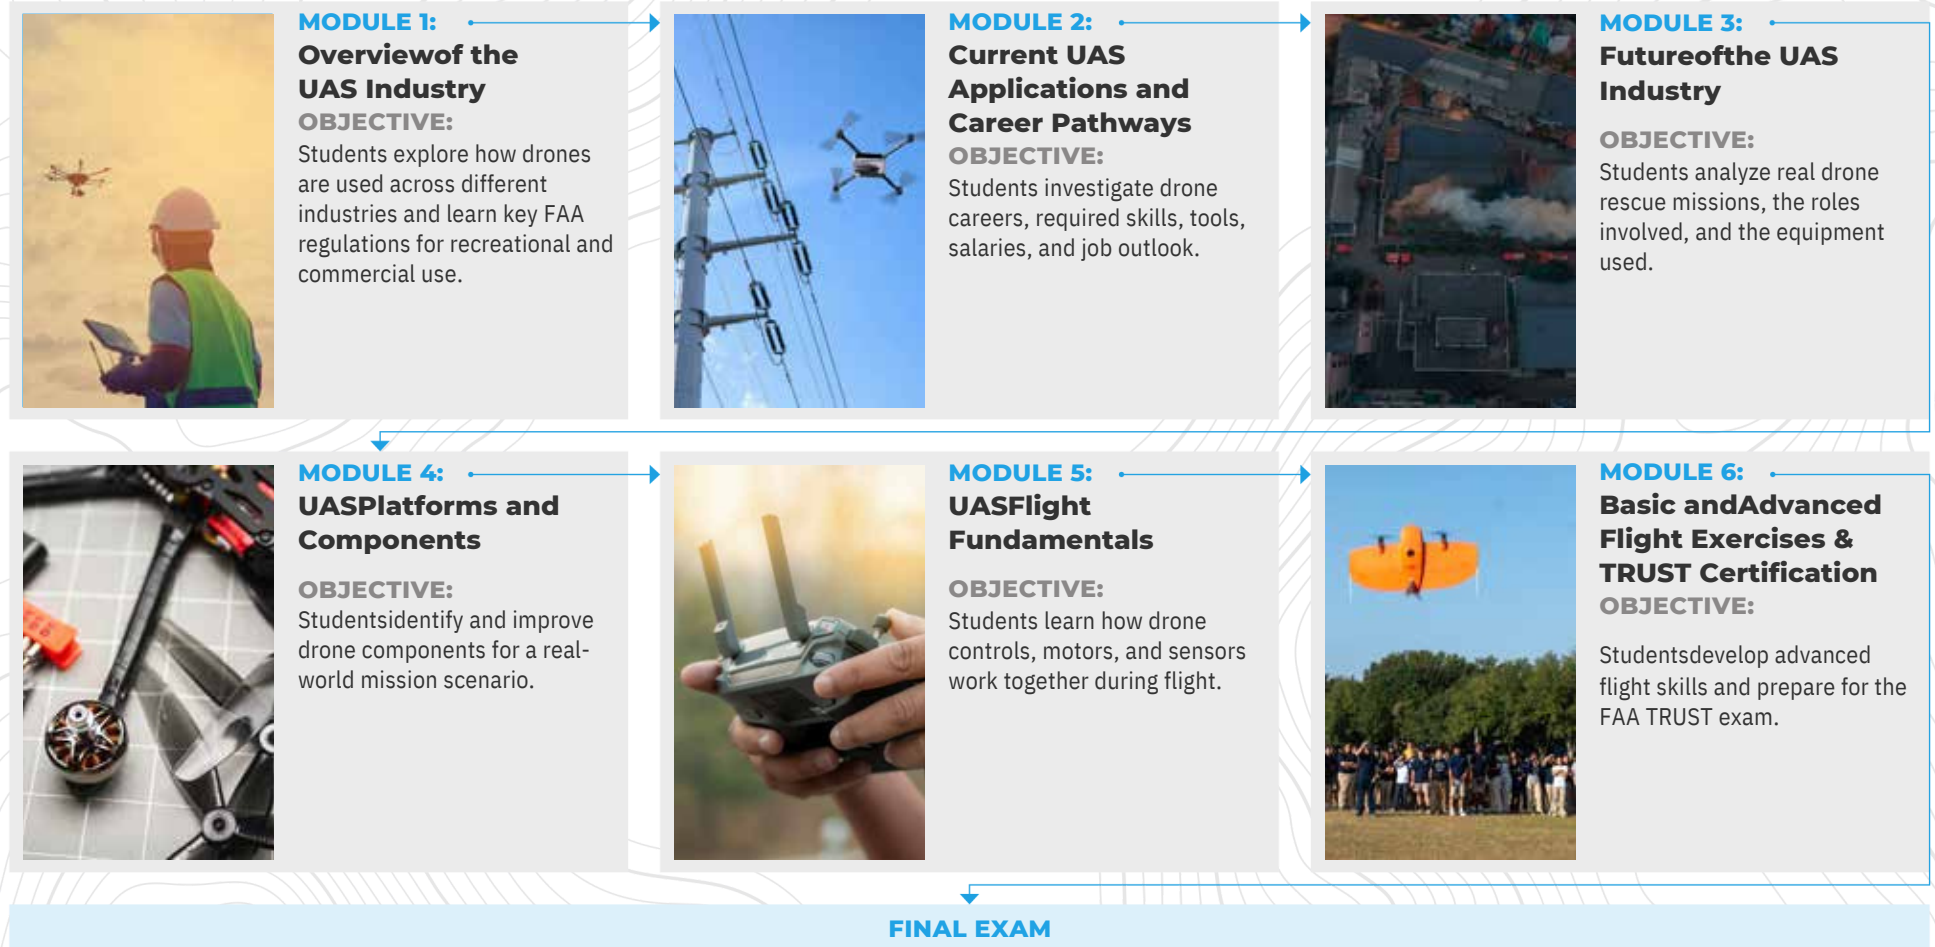 MODULE 1:
Overviewof the
UAS Industry
OBJECTIVE:
Students explore how drones
are used across different
industries and learn key FAA
regulations for recreational and
commercial use.
MODULE 2:
Current UAS
Applications and
Career Pathways
OBJECTIVE:
Students investigate drone
careers, required skills, tools,
salaries, and job outlook.
MODULE 3:
Futureofthe UAS
Industry
OBJECTIVE:
Students analyze real drone
rescue missions, the roles
involved, and the equipment
used.
MODULE 4:
UASPlatforms and
Components
OBJECTIVE:
Studentsidentify and improve
drone components for a real-
world mission scenario.
MODULE 5:
UASFlight
Fundamentals
OBJECTIVE:
Students learn how drone
controls, motors, and sensors
work together during flight.
MODULE 6:
Basic andAdvanced
Flight Exercises &
TRUST Certification
OBJECTIVE:
Studentsdevelop advanced
flight skills and prepare for the
FAA TRUST exam.
FINAL EXAM